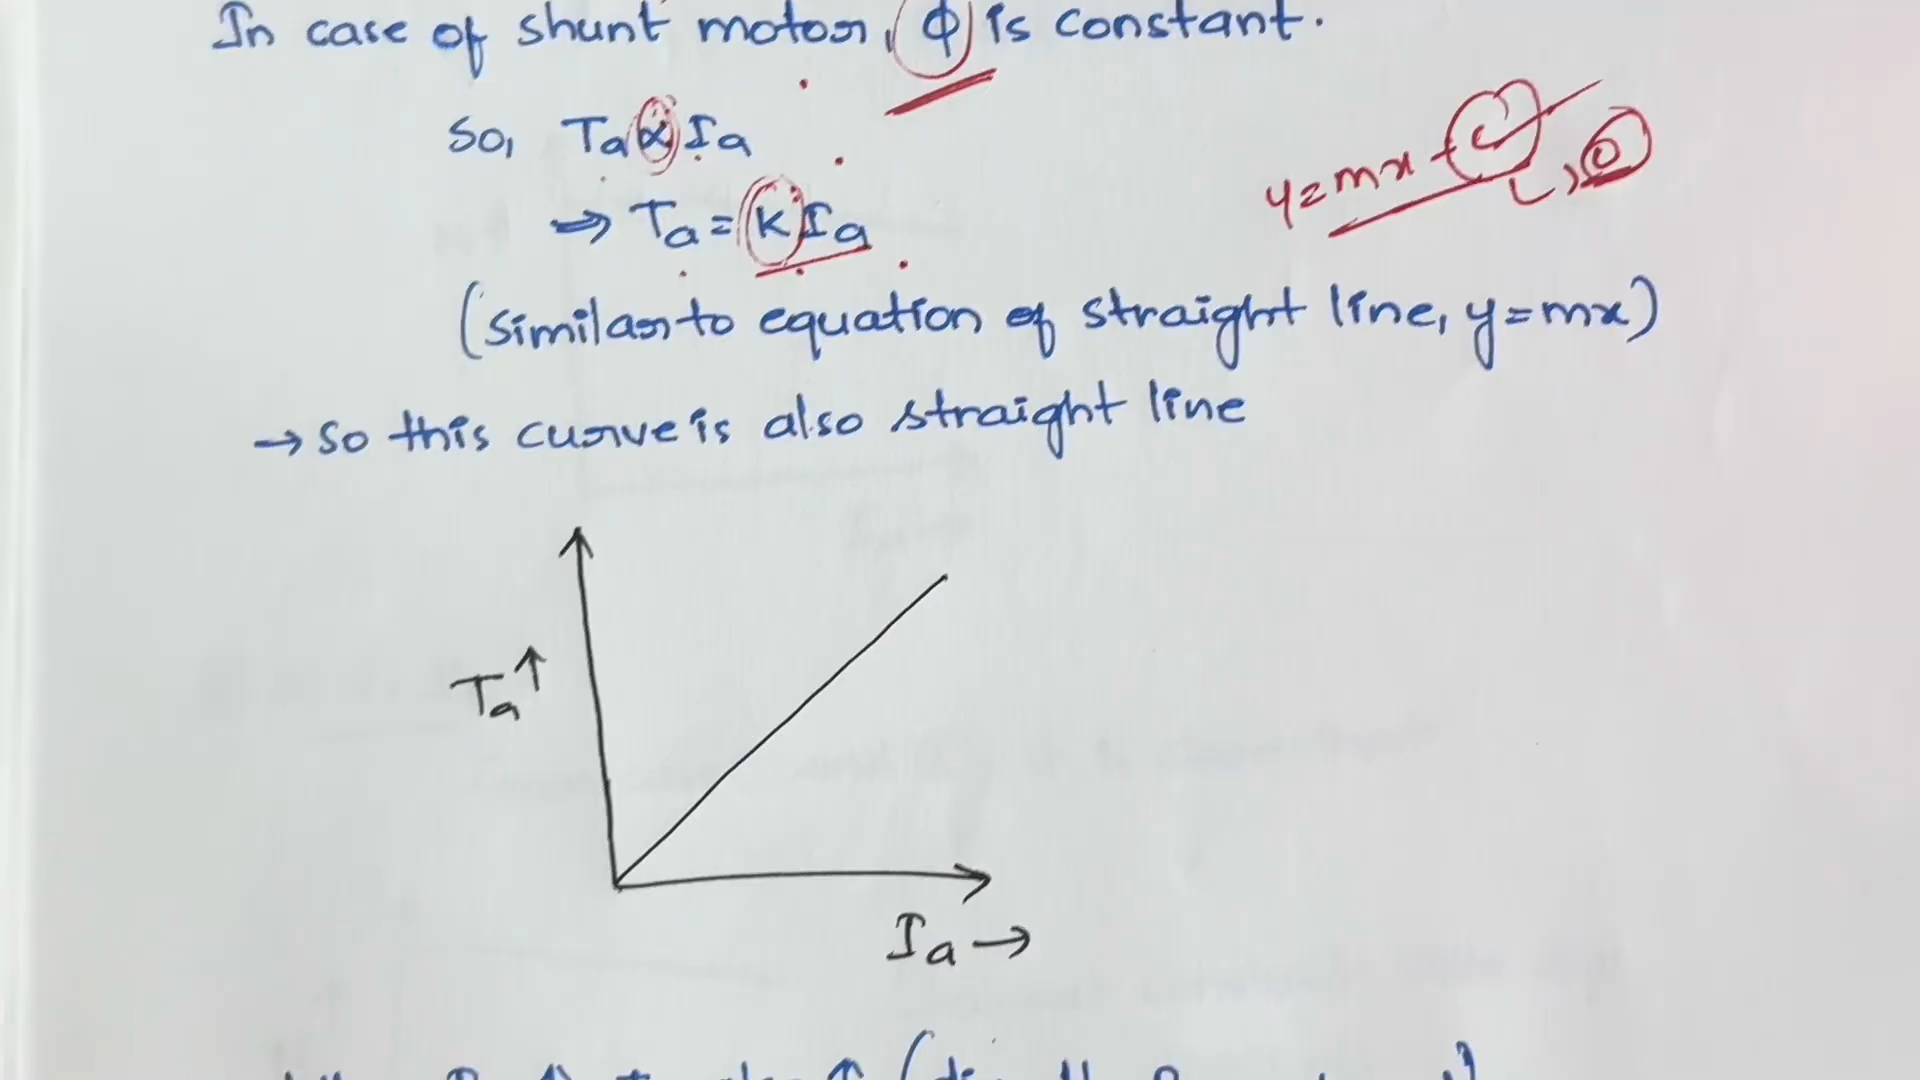 In case of shunt motor, ϕ is constant.
So, Ta ∝ Ia
⇒ Ta = K Ia
y = mx + c
0
(Similar to equation of straight line, y = mx)
→ So this curve is also straight line
Ta ↑
Ia →